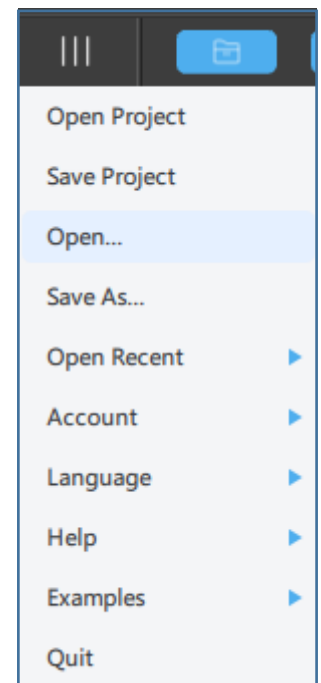 Open Project
Save Project
Open...
Save As...
Open Recent
Account
Language
Help
Examples
Quit